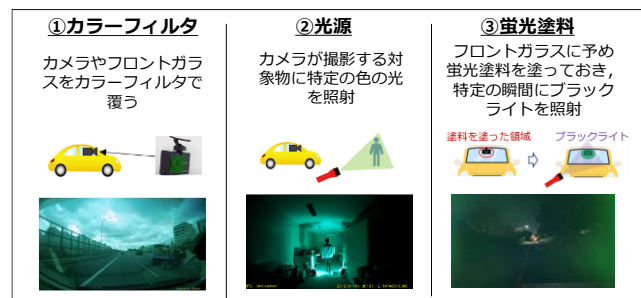 ①カラーフィルタ
カメラやフロントガラ
スをカラーフィルタで
覆う
②光源
カメラが撮影する対
象物に特定の色の光
を照射
③蛍光塗料
フロントガラスに予め
蛍光塗料を塗っておき，
特定の瞬間にブラック
ライトを照射
塗料を塗った領域
ブラックライト